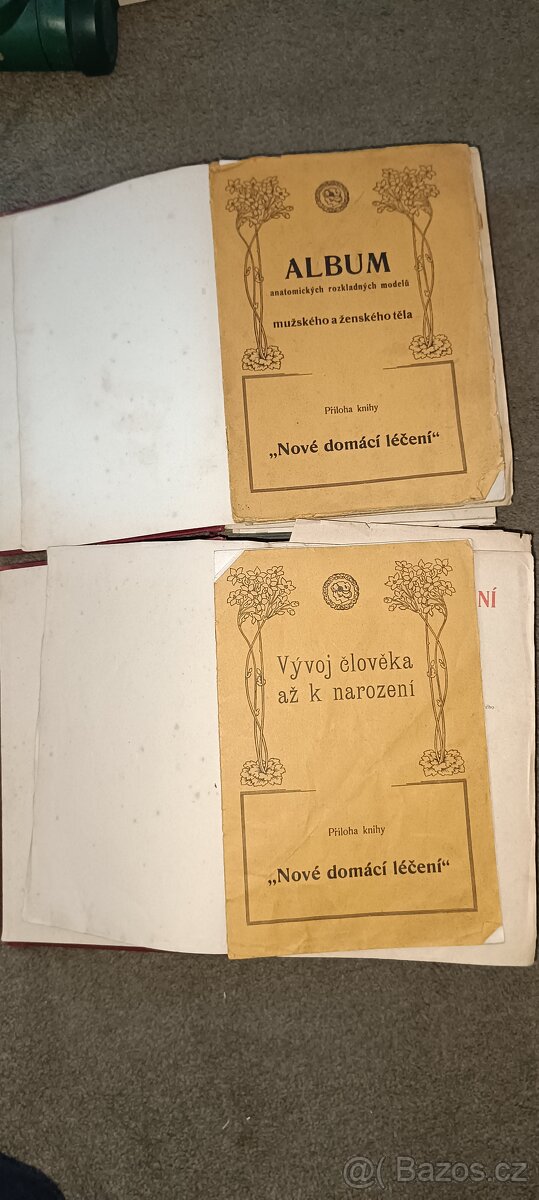 ALBUM
anatomických rozkladných modelů
mužského a ženského těla
Příloha knihy
„Nové domácí léčení“
NÍ
Vývoj člověka
až k narození
Příloha knihy
„Nové domácí léčení“
@ Bazos.cz